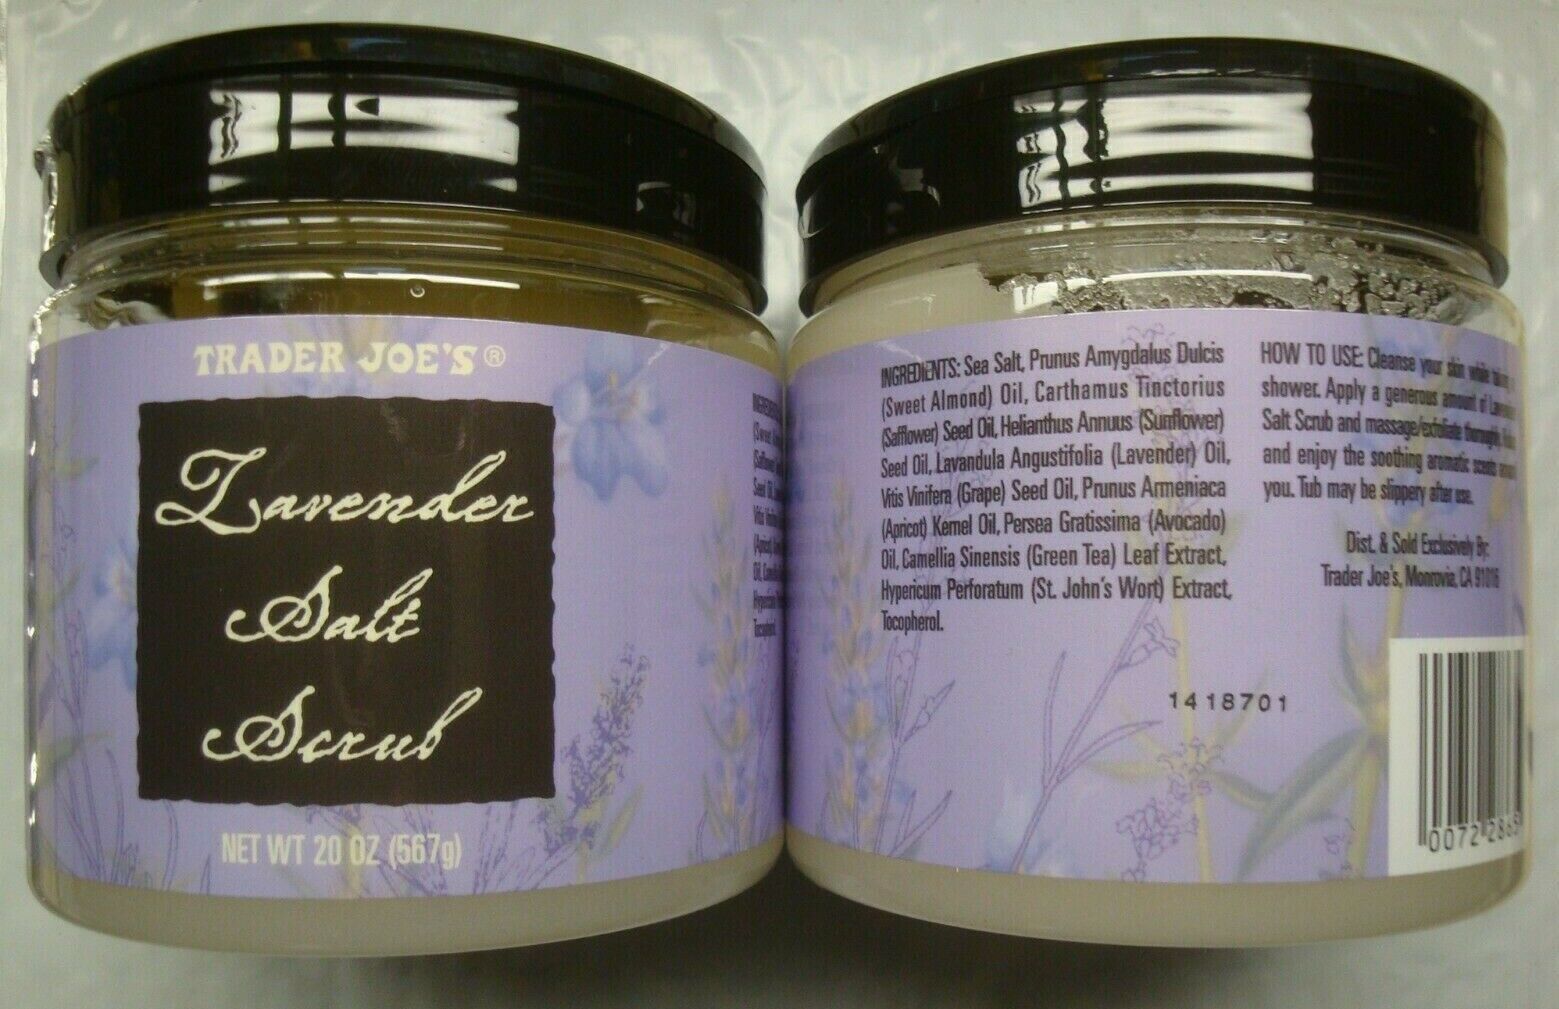 TRADER JOE'S®
Lavender
Salt
Scrub
NET WT 20 OZ (567g)
INGREDIENTS: Sea Salt, Prunus Amygdalus Dulcis
(Sweet Almond) Oil, Carthamus Tinctorius
(Safflower) Seed Oil, Helianthus Annuus (Sunflower)
Seed Oil, Lavandula Angustifolia (Lavender) Oil,
Vitis Vinifera (Grape) Seed Oil, Prunus Armeniaca
(Apricot) Kernel Oil, Persea Gratissima (Avocado)
Oil, Camellia Sinensis (Green Tea) Leaf Extract,
Hypericum Perforatum (St. John's Wort) Extract,
Tocopherol.
HOW TO USE: Cleanse your skin while
shower. Apply a generous amount of
Salt Scrub and massage/exfoliate thoroughly.
and enjoy the soothing aromatic scents
you. Tub may be slippery after use.
Dist. & Sold Exclusively By:
Trader Joe's, Monrovia, CA 91016
1418701
0072